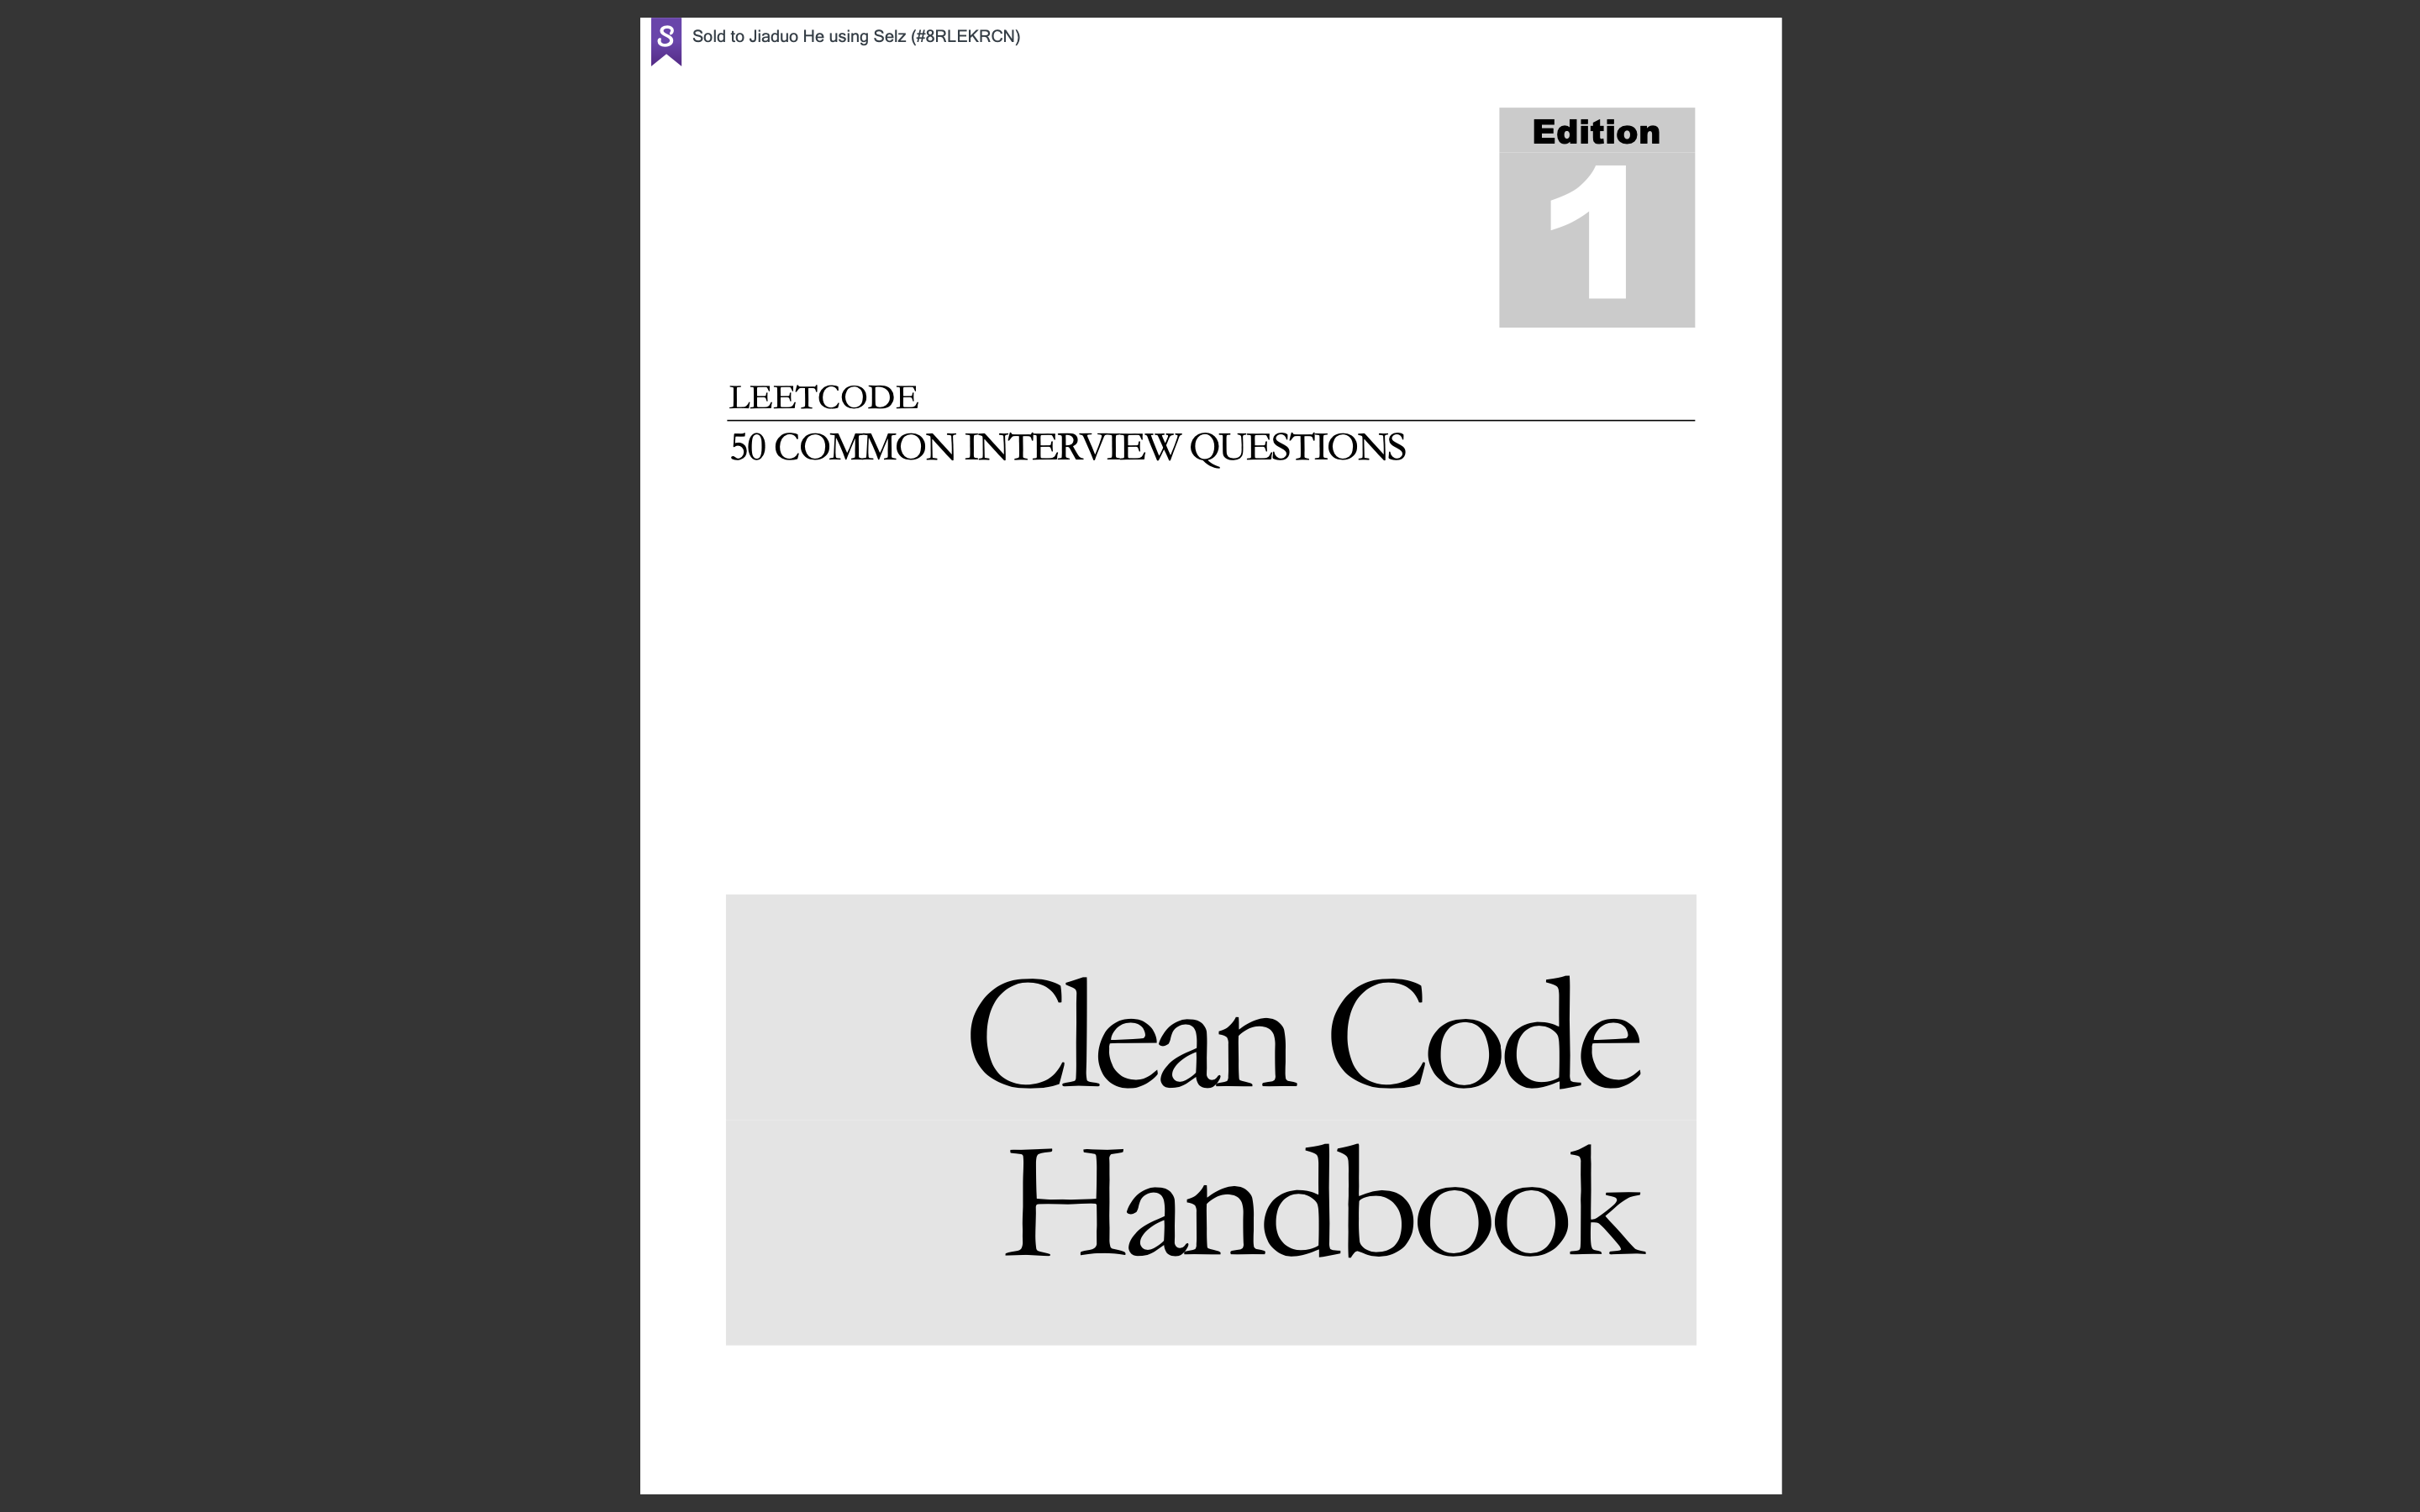 S
Sold to Jiaduo He using Selz (#8RLEKRCN)
Edition
1
LEETCODE
50 COMMON INTERVIEW QUESTIONS
Clean Code
Handbook